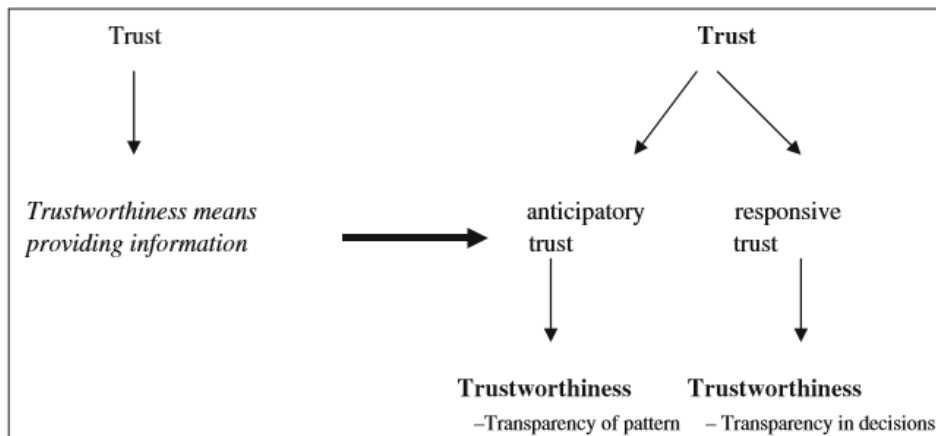 Trust
Trust
Trustworthiness means
providing information
anticipatory
trust
responsive
trust
Trustworthiness
–Transparency of pattern
Trustworthiness
– Transparency in decisions